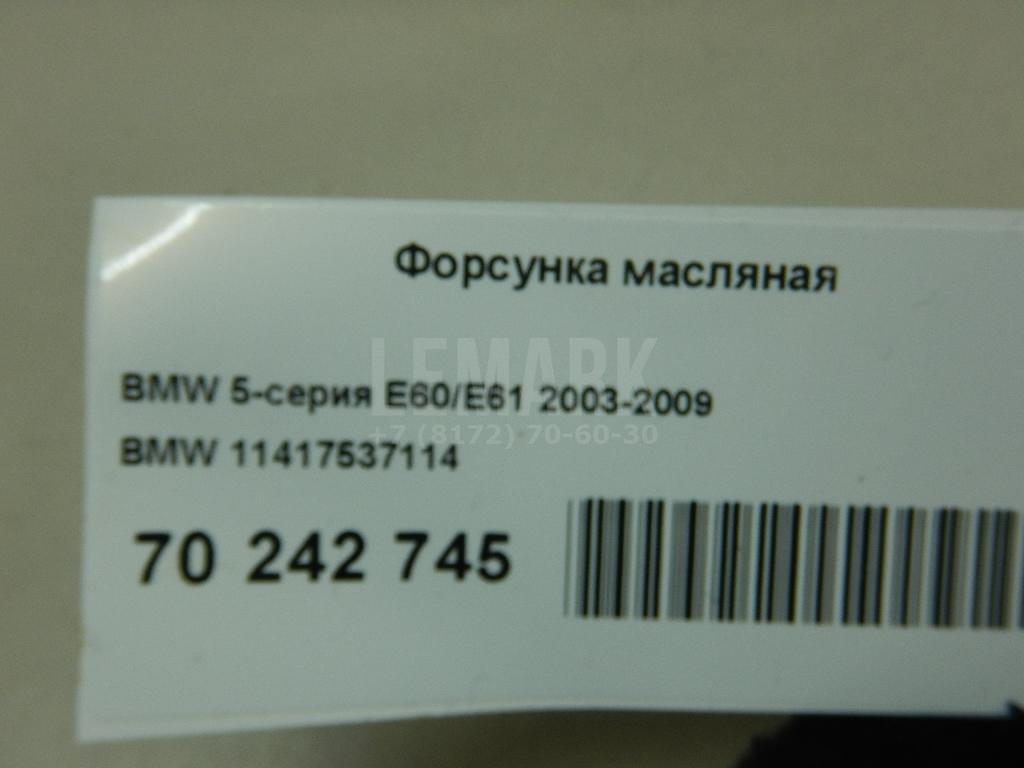 Форсунка масляная
LEMARK
BMW 5-серия E60/E61 2003-2009
+7 (8172) 70-60-30
BMW 11417537114
70 242 745